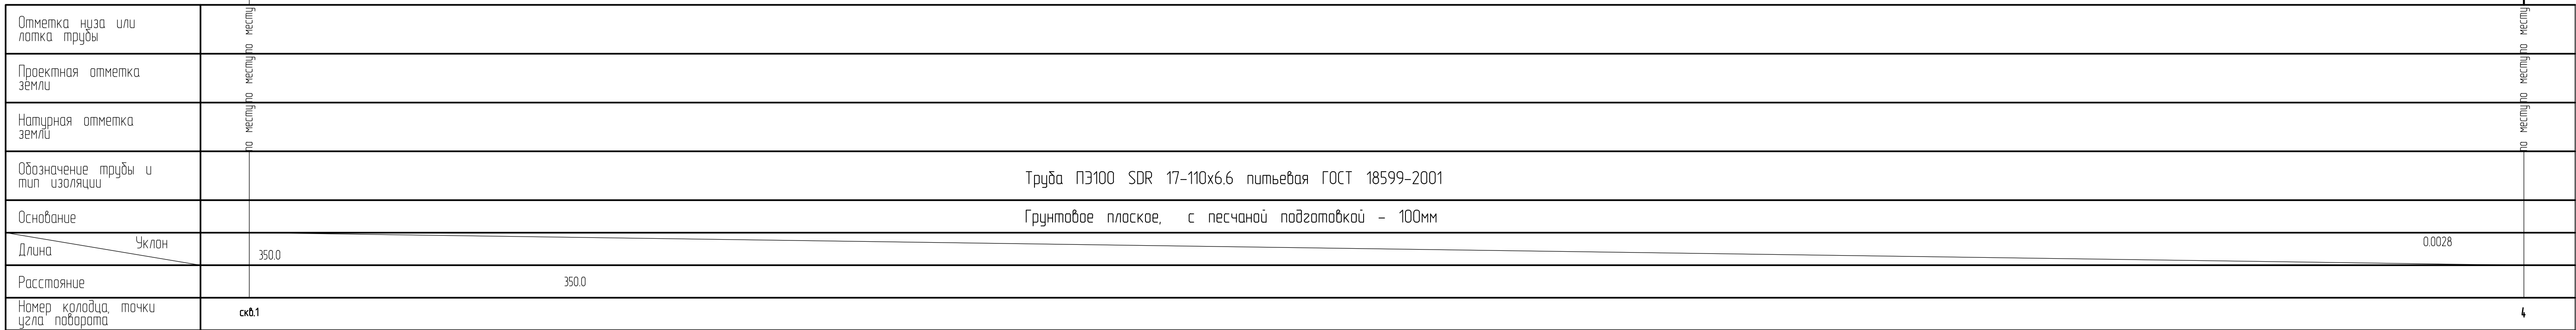 Отметка низа или
лотка трубы
по месту
по месту
Проектная отметка
земли
по месту
по месту
Натурная отметка
земли
по месту
по месту
Обозначение трубы и
тип изоляции
Труба ПЭ100 SDR 17-110х6.6 питьевая ГОСТ 18599-2001
Основание
Грунтовое плоское, с песчаной подготовкой - 100мм
Уклон
Длина
350.0
0.0028
Расстояние
350.0
Номер колодца, точки
угла поворота
скв.1
4